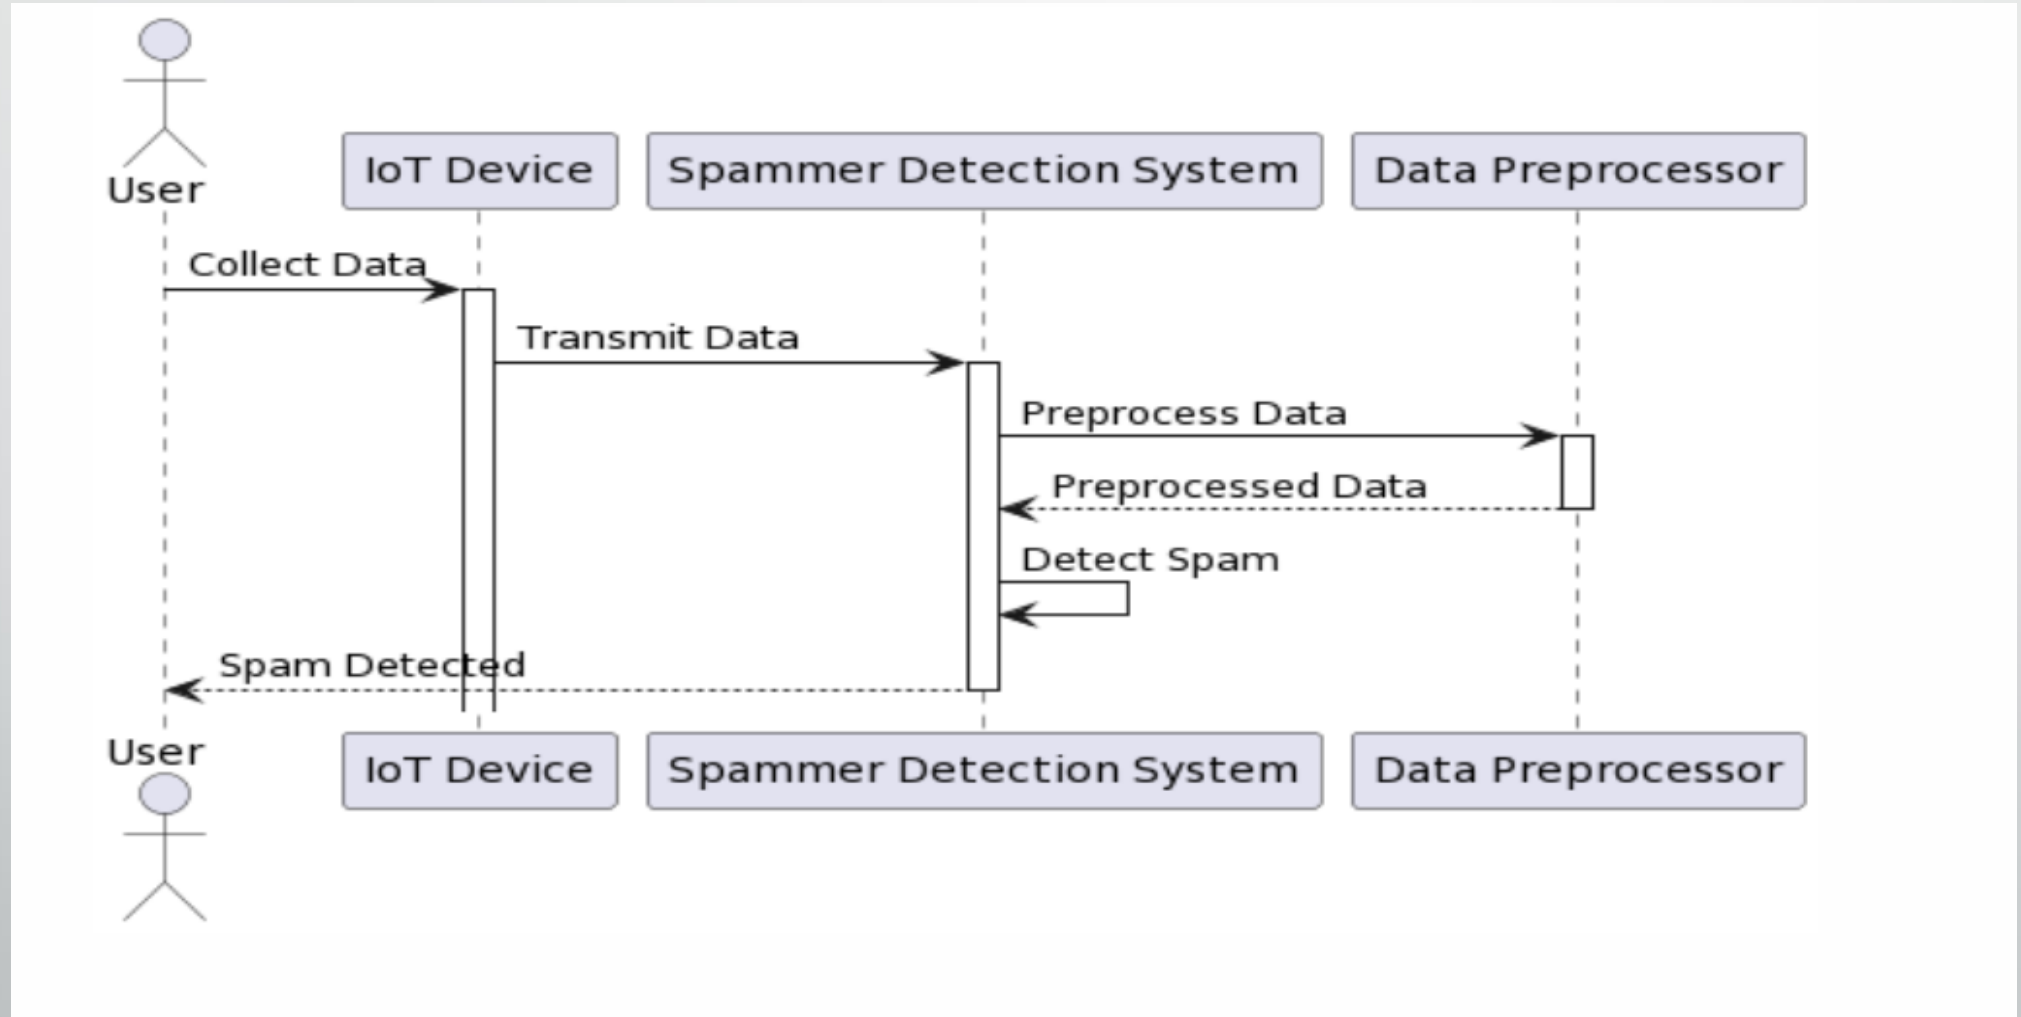 User
IoT Device
Spammer Detection System
Data Preprocessor
Collect Data
Transmit Data
Preprocess Data
Preprocessed Data
Detect Spam
Spam Detected
User
IoT Device
Spammer Detection System
Data Preprocessor